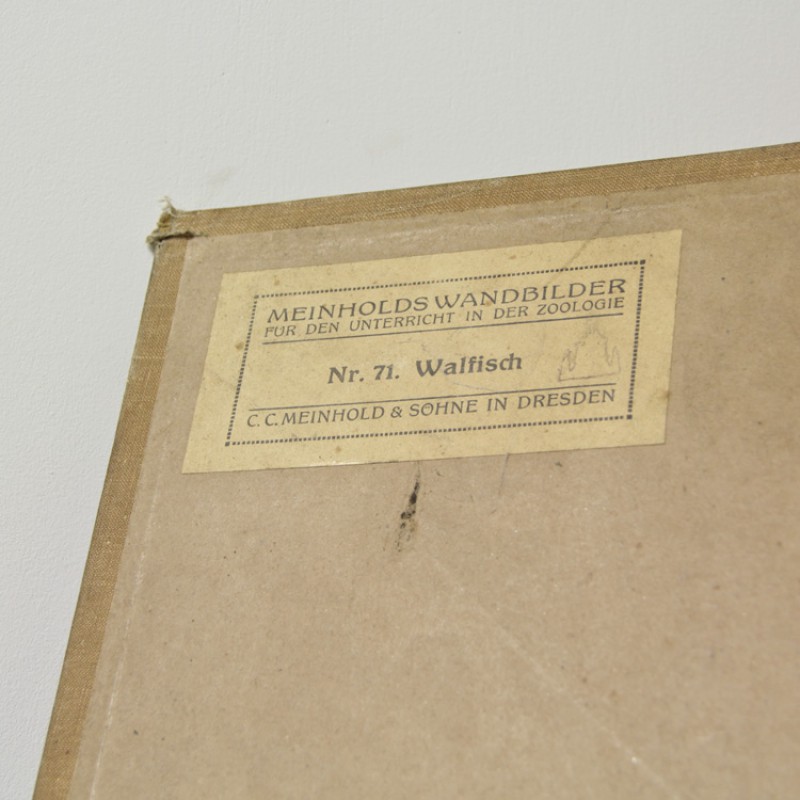 MEINHOLDS WANDBILDER
FÜR DEN UNTERRICHT IN DER ZOOLOGIE
Nr. 71. Walfisch
C. C. MEINHOLD & SÖHNE IN DRESDEN